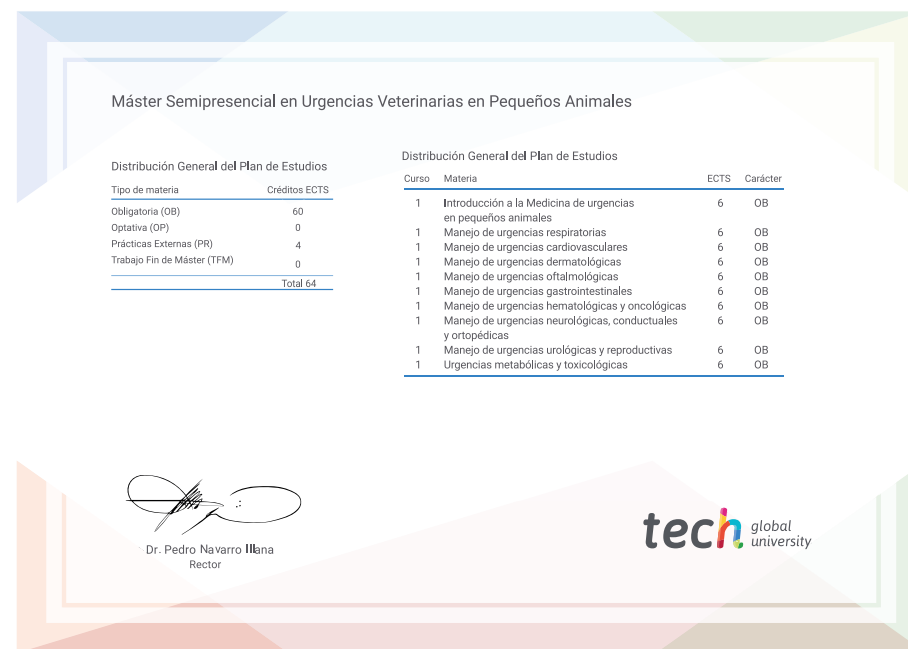 Máster Semipresencial en Urgencias Veterinarias en Pequeños Animales
Distribución General del Plan de Estudios
Tipo de materia Créditos ECTS
Obligatoria (OB) 60
Optativa (OP) 0
Prácticas Externas (PR) 4
Trabajo Fin de Máster (TFM) 0
Total 64
Distribución General del Plan de Estudios
Curso Materia ECTS Carácter
1 Introducción a la Medicina de urgencias 6 OB
en pequeños animales
1 Manejo de urgencias respiratorias 6 OB
1 Manejo de urgencias cardiovasculares 6 OB
1 Manejo de urgencias dermatológicas 6 OB
1 Manejo de urgencias oftalmológicas 6 OB
1 Manejo de urgencias gastrointestinales 6 OB
1 Manejo de urgencias hematológicas y oncológicas 6 OB
1 Manejo de urgencias neurológicas, conductuales 6 OB
y ortopédicas
1 Manejo de urgencias urológicas y reproductivas 6 OB
1 Urgencias metabólicas y toxicológicas 6 OB
Dr. Pedro Navarro Illana
Rector
tech global
university